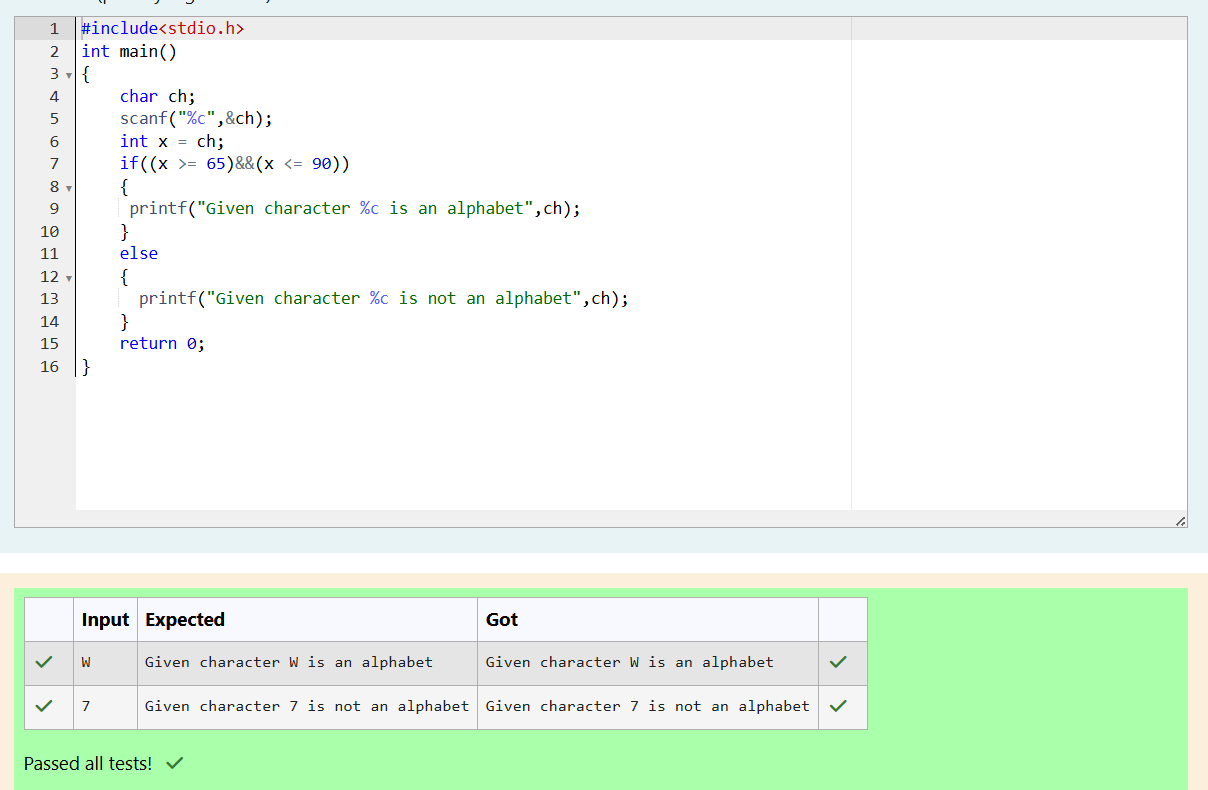 1 #include<stdio.h>
2 int main()
3 {
4     char ch;
5     scanf("%c",&ch);
6     int x = ch;
7     if((x >= 65)&&(x <= 90))
8     {
9      printf("Given character %c is an alphabet",ch);
10     }
11     else
12     {
13       printf("Given character %c is not an alphabet",ch);
14     }
15     return 0;
16 }
Input Expected Got
W Given character W is an alphabet Given character W is an alphabet
7 Given character 7 is not an alphabet Given character 7 is not an alphabet
Passed all tests!